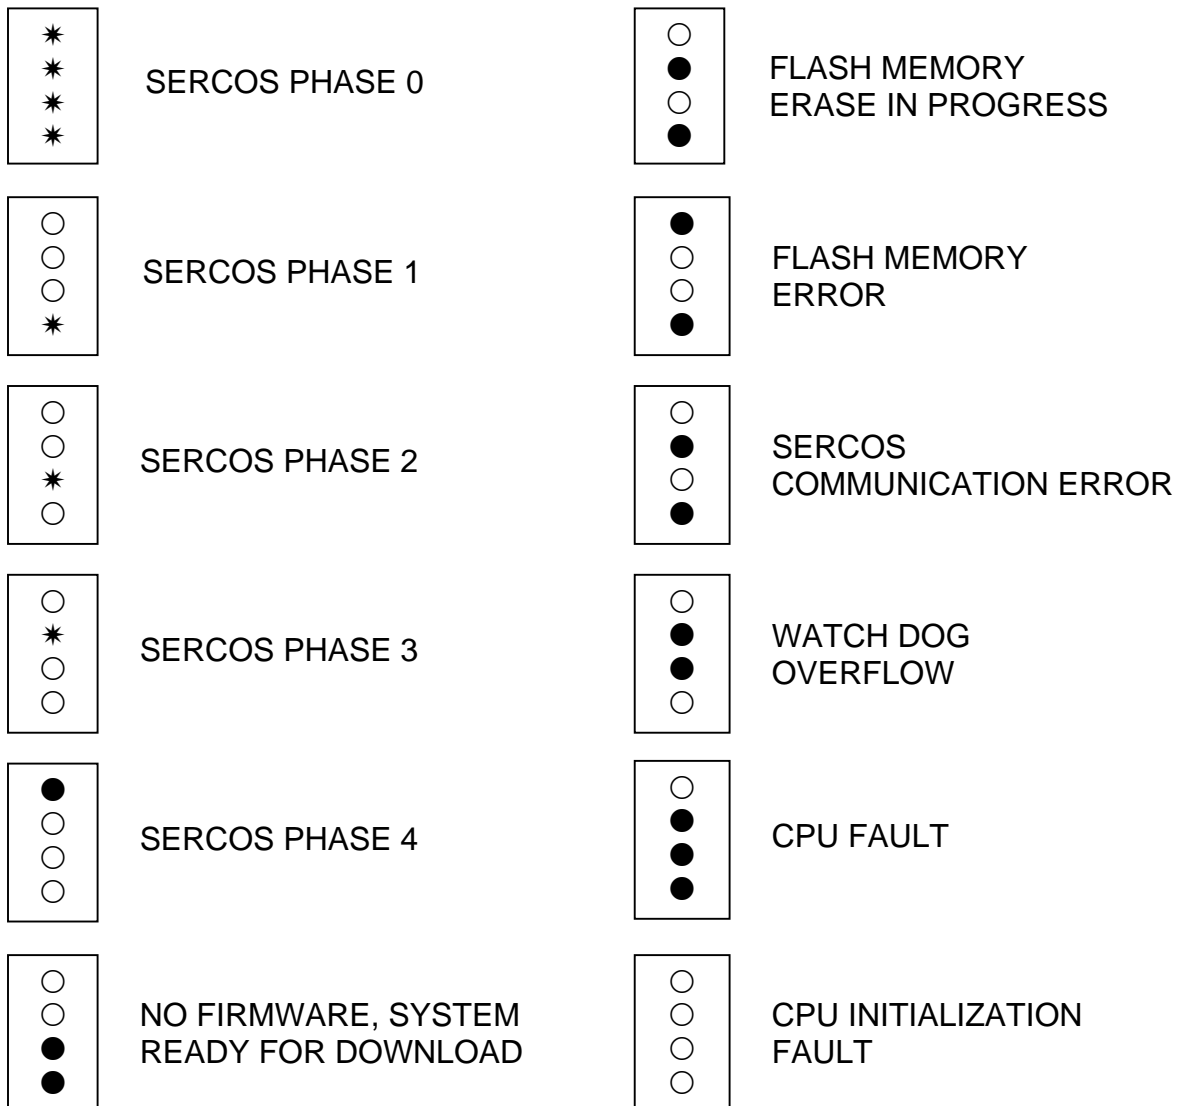 SERCOS PHASE 0
FLASH MEMORY
ERASE IN PROGRESS
SERCOS PHASE 1
FLASH MEMORY
ERROR
SERCOS PHASE 2
SERCOS
COMMUNICATION ERROR
SERCOS PHASE 3
WATCH DOG
OVERFLOW
SERCOS PHASE 4
CPU FAULT
NO FIRMWARE, SYSTEM
READY FOR DOWNLOAD
CPU INITIALIZATION
FAULT